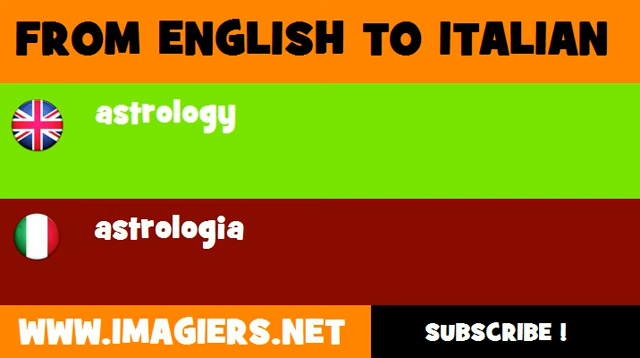 FROM ENGLISH TO ITALIAN
astrology
astrologia
WWW.IMAGIERS.NET
SUBSCRIBE !